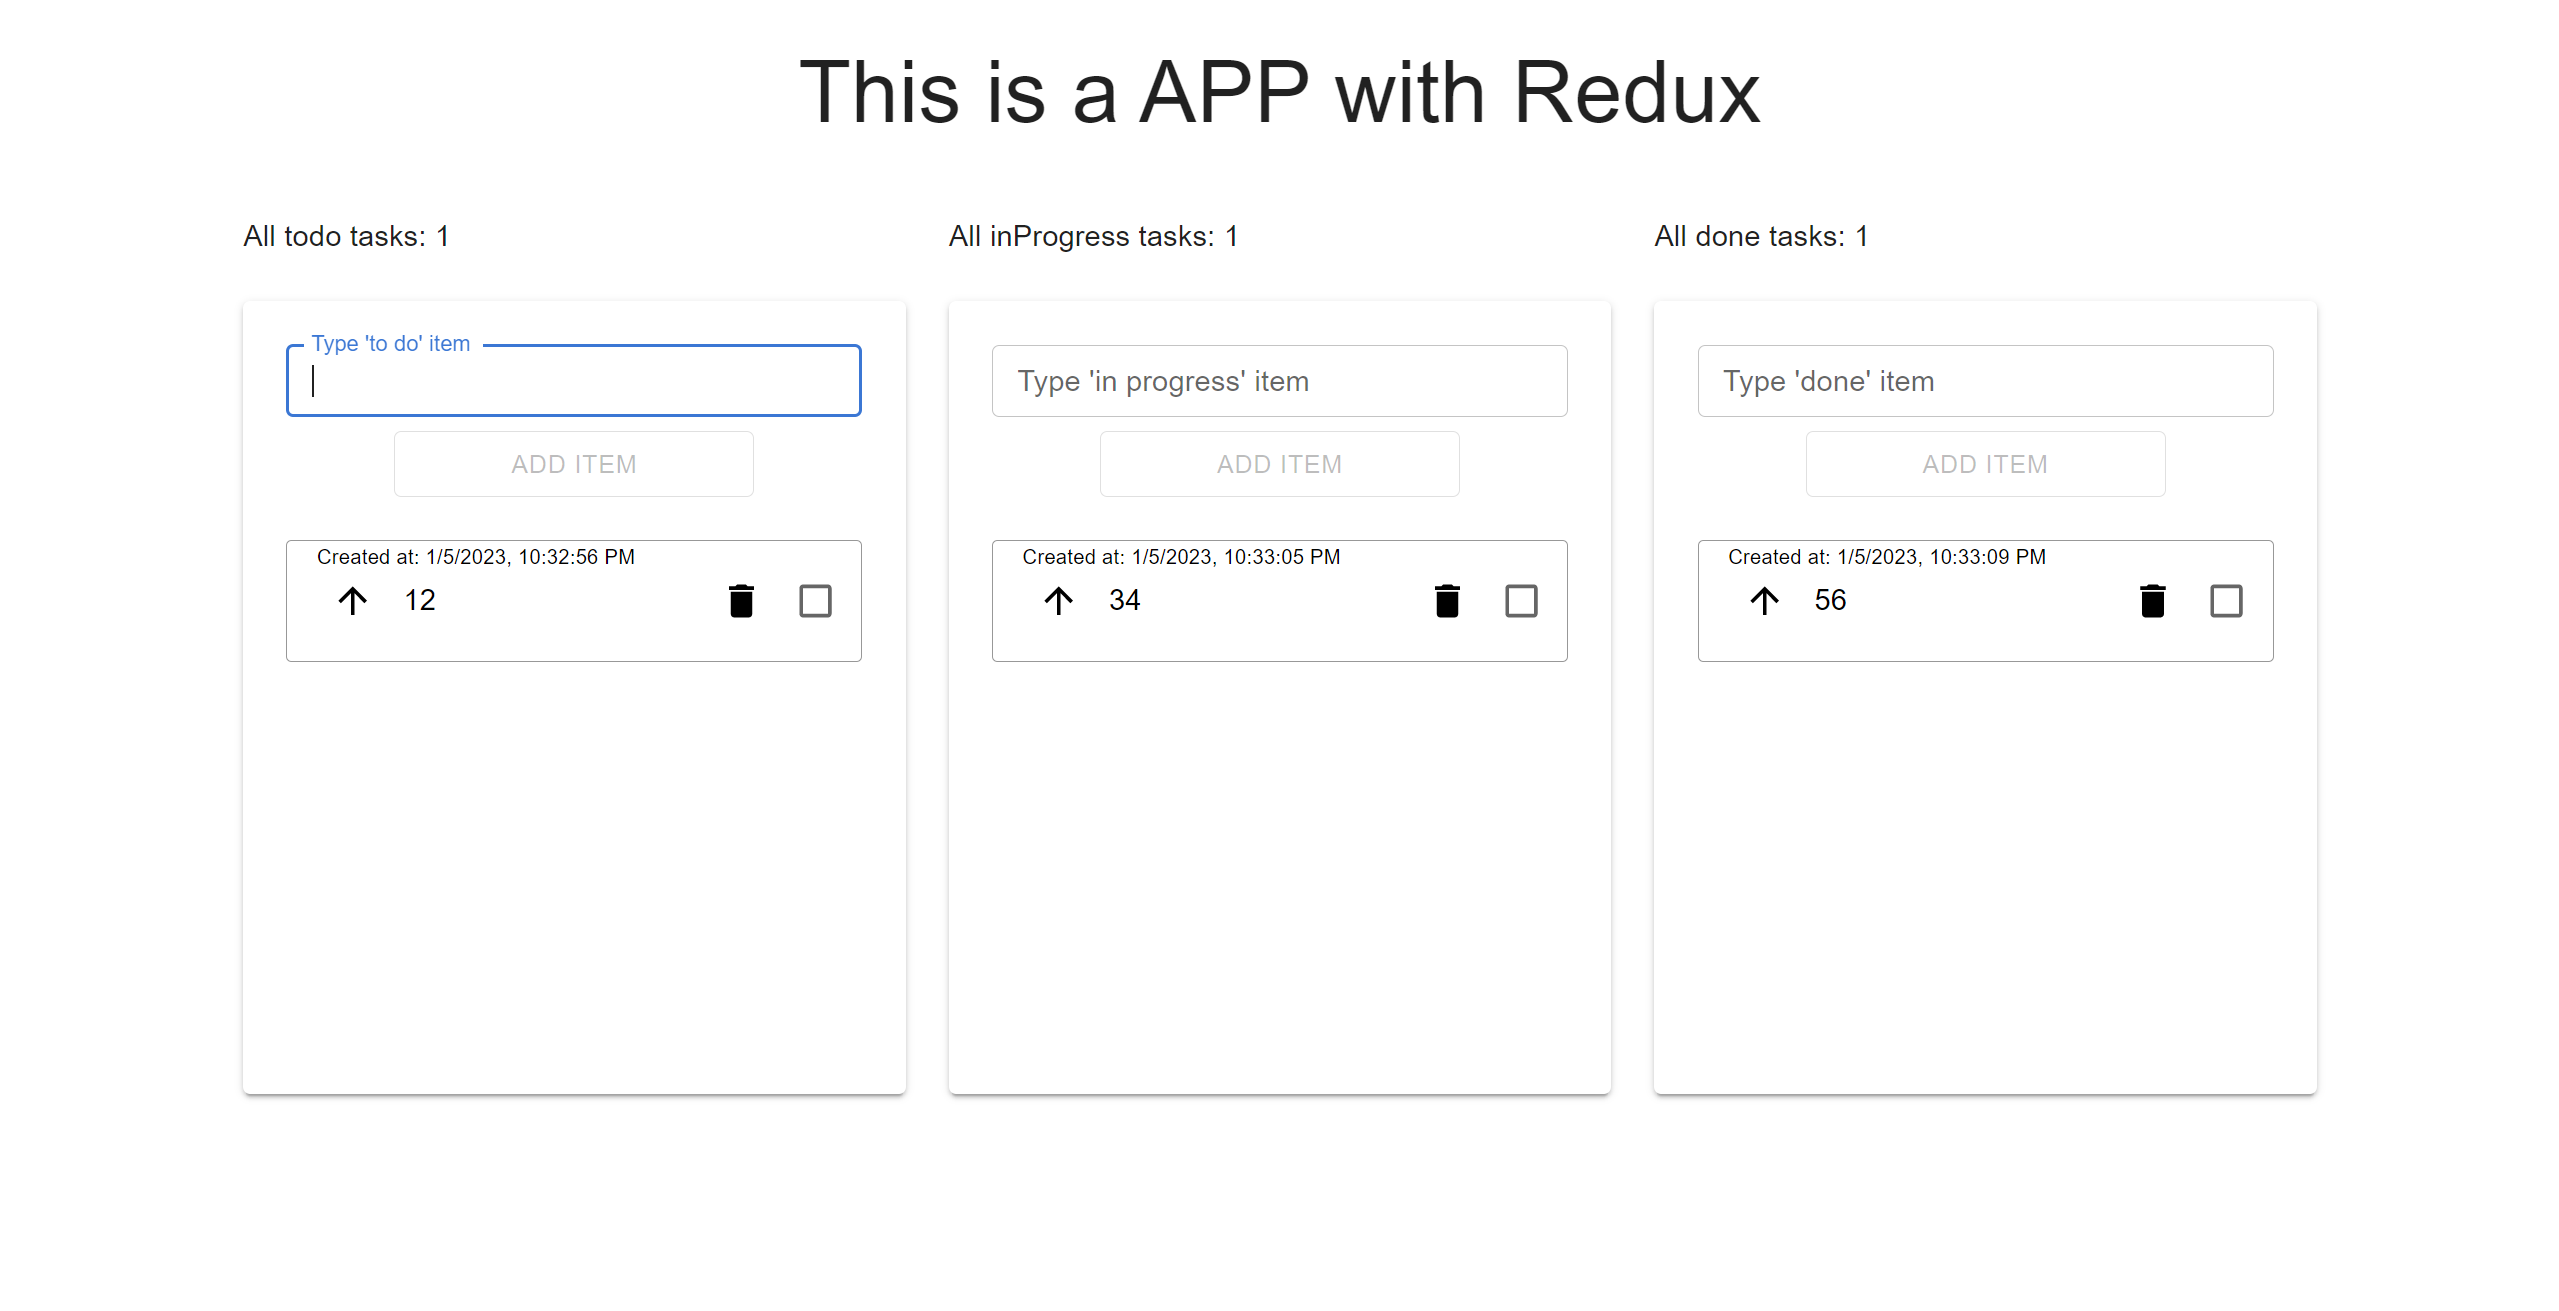 This is a APP with Redux
All todo tasks: 1
Type 'to do' item
ADD ITEM
Created at: 1/5/2023, 10:32:56 PM
12
All inProgress tasks: 1
Type 'in progress' item
ADD ITEM
Created at: 1/5/2023, 10:33:05 PM
34
All done tasks: 1
Type 'done' item
ADD ITEM
Created at: 1/5/2023, 10:33:09 PM
56